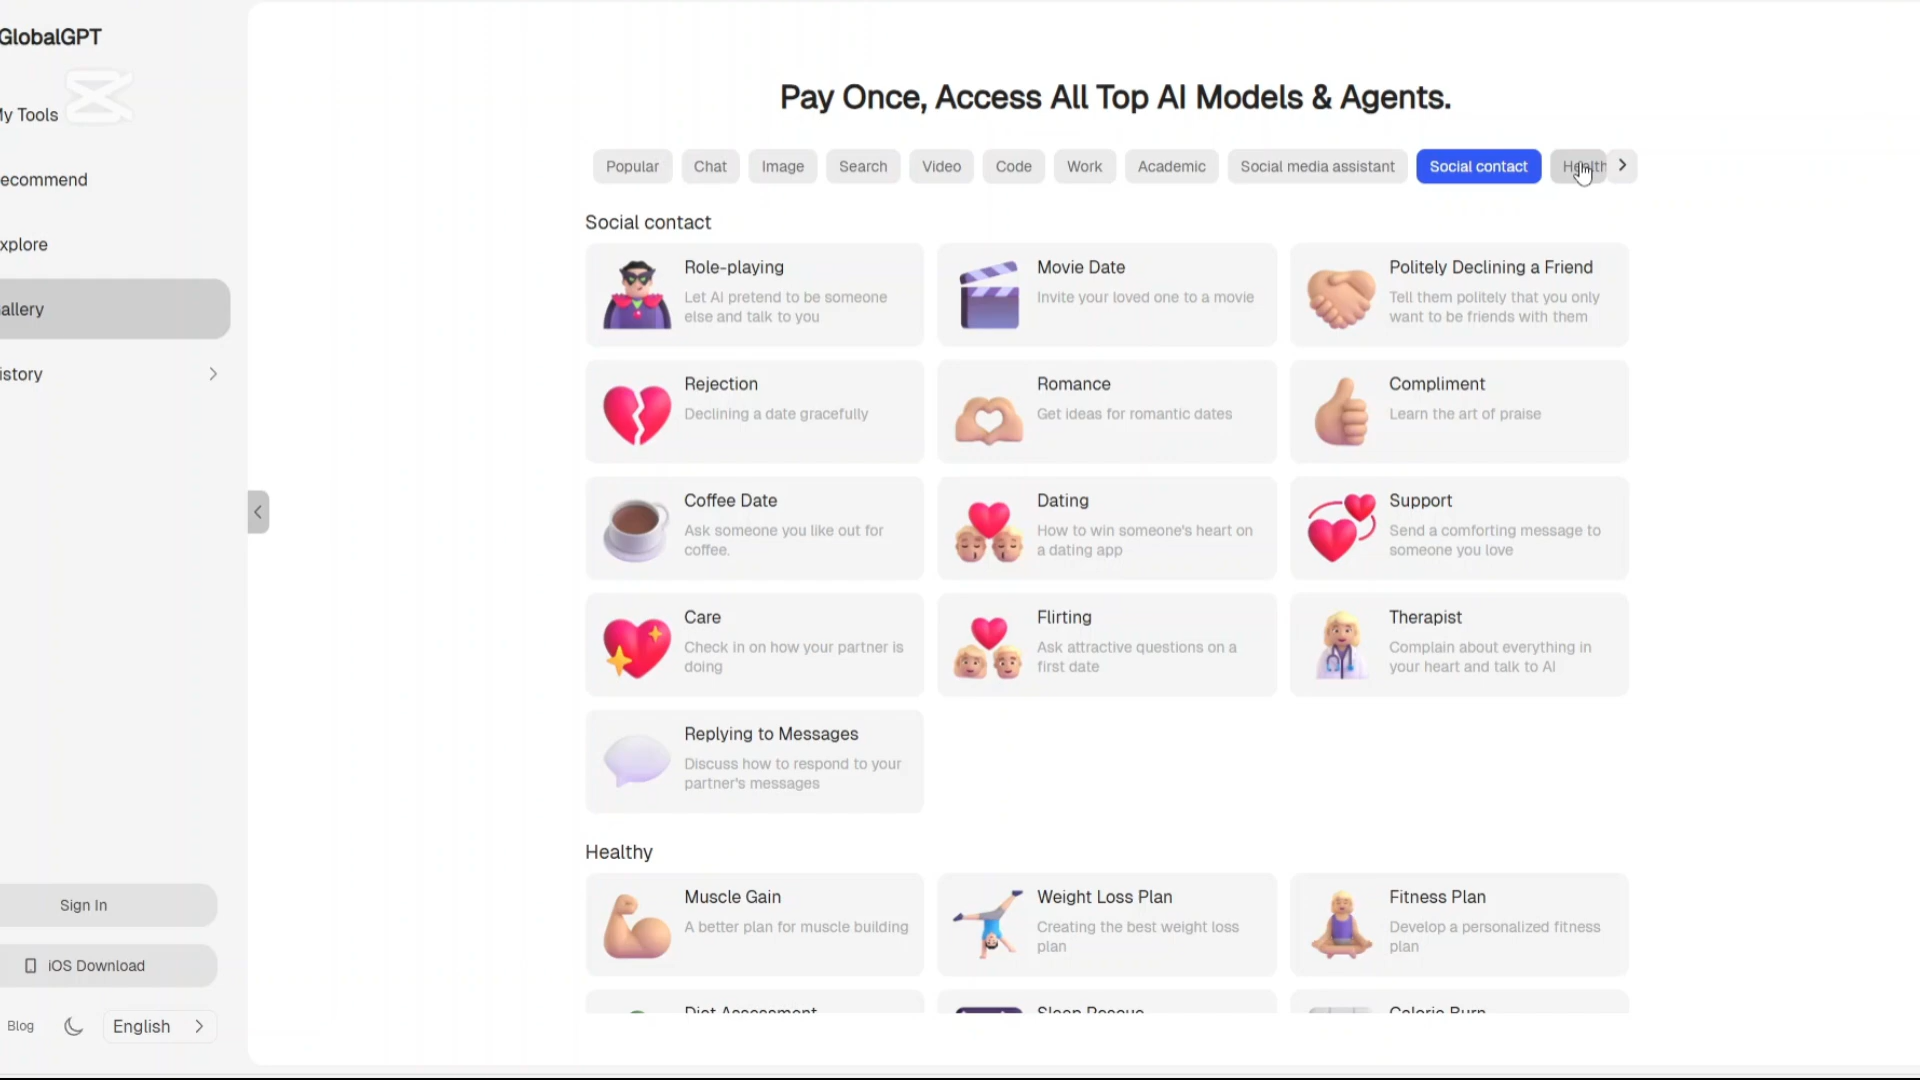 GlobalGPT
My Tools
ecommend
xplore
allery
istory
Sign In
iOS Download
Blog
English
Pay Once, Access All Top AI Models & Agents.
Popular Chat Image Search Video Code Work Academic Social media assistant Social contact
Social contact
Role-playing
Let AI pretend to be someone
else and talk to you
Movie Date
Invite your loved one to a movie
Politely Declining a Friend
Tell them politely that you only
want to be friends with them
Rejection
Declining a date gracefully
Romance
Get ideas for romantic dates
Compliment
Learn the art of praise
Coffee Date
Ask someone you like out for
coffee.
Dating
How to win someone's heart on
a dating app
Support
Send a comforting message to
someone you love
Care
Check in on how your partner is
doing
Flirting
Ask attractive questions on a
first date
Therapist
Complain about everything in
your heart and talk to AI
Replying to Messages
Discuss how to respond to your
partner's messages
Healthy
Muscle Gain
A better plan for muscle building
Weight Loss Plan
Creating the best weight loss
plan
Fitness Plan
Develop a personalized fitness
plan
Diet Assessment
Sleep Rescue
Calorie Burn